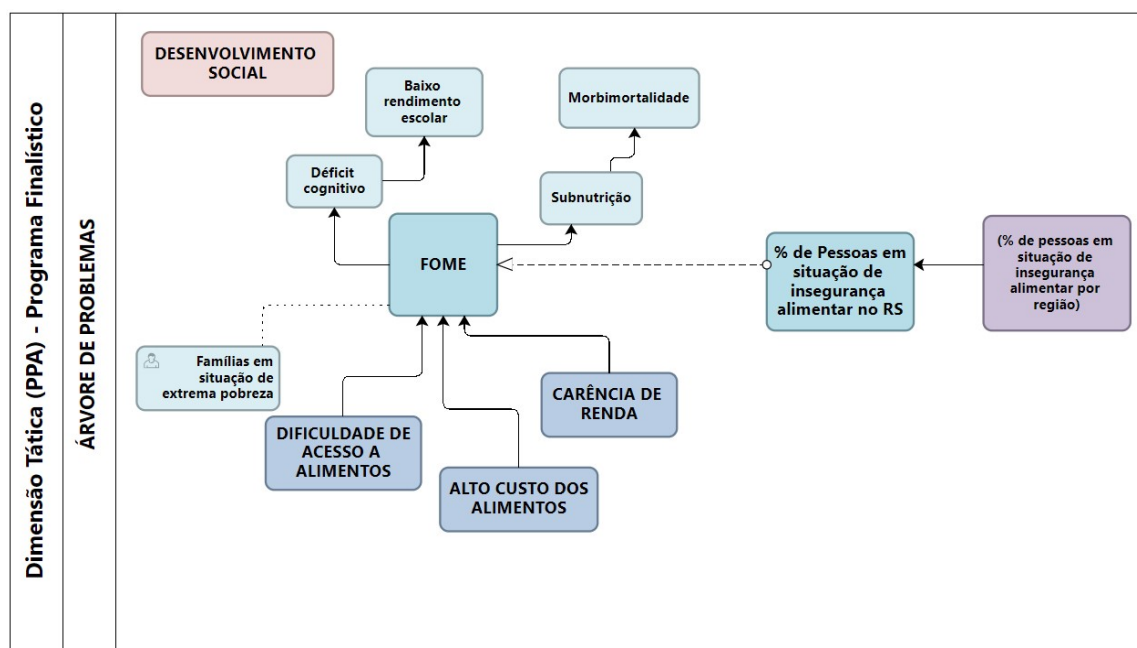 Dimensão Tática (PPA) - Programa Finalístico
ÁRVORE DE PROBLEMAS
DESENVOLVIMENTO
SOCIAL
Baixo
rendimento
escolar
Morbimortalidade
Déficit
cognitivo
Subnutrição
FOME
% de Pessoas em
situação de
insegurança
alimentar no RS
(% de pessoas em
situação de
insegurança
alimentar por
região)
Famílias em
situação de
extrema pobreza
CARÊNCIA DE
RENDA
DIFICULDADE DE
ACESSO A
ALIMENTOS
ALTO CUSTO DOS
ALIMENTOS